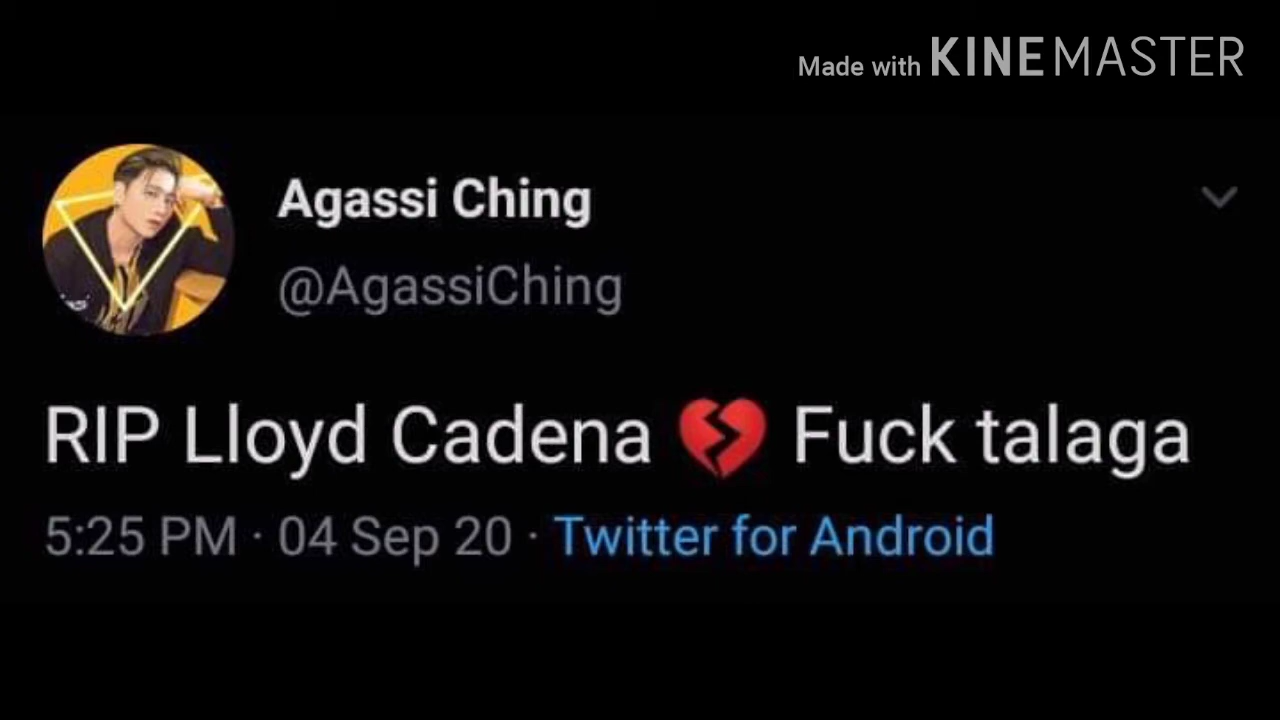 Made with KINEMASTER
Agassi Ching
@AgassiChing
RIP Lloyd Cadena 💔 Fuck talaga
5:25 PM · 04 Sep 20 · Twitter for Android